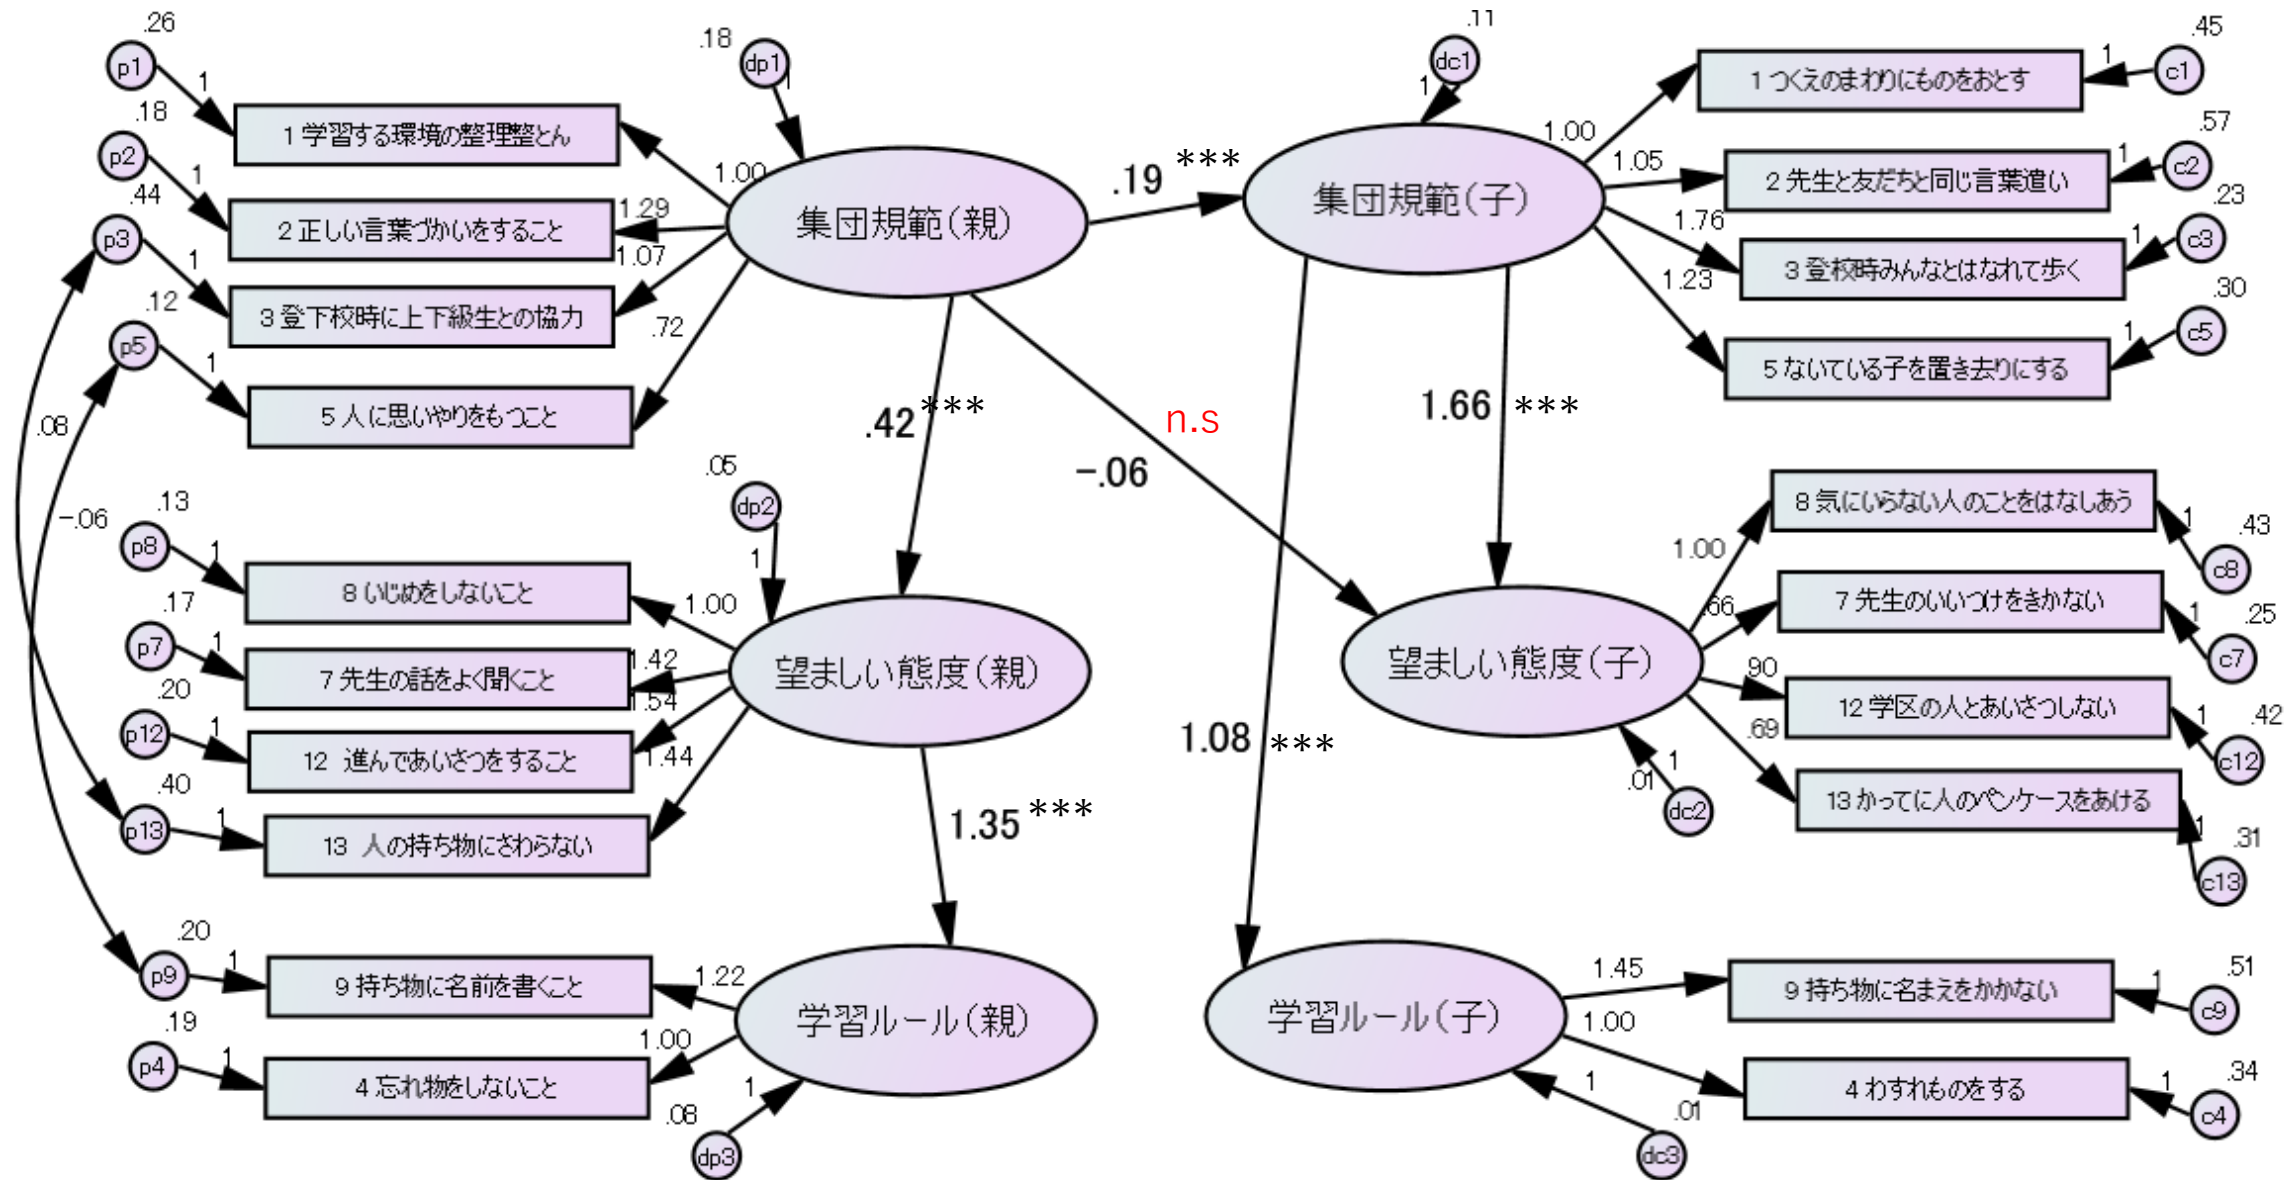 .26
p1
1
1 学習する環境の整理整とん
.18
p2
1
2 正しい言葉づかいをすること
.44
p3
1
3 登下校時に上下級生との協力
.12
p5
1
5 人に思いやりをもつこと
.18
dp1
1
集団規範(親)
1.00
1.29
1.07
.72
.19 ***
.11
dc1
1
集団規範(子)
1.00
1.05
1.76
1.23
1 つくえのまわりにものをおとす
1
c1
.45
2 先生と友だちと同じ言葉遣い
1
c2
.57
3 登校時みんなとはなれて歩く
1
c3
.23
5 ないている子を置き去りにする
1
c5
.30
.08
-.06
.42 ***
n.s
-.06
1.66 ***
1.08 ***
.13
p8
1
8 いじめをしないこと
.17
p7
1
7 先生の話をよく聞くこと
.20
p12
1
12 進んであいさつをすること
.40
p13
1
13 人の持ち物にさわらない
.05
dp2
1
望ましい態度(親)
1.00
1.42
1.54
1.44
1.35 ***
望ましい態度(子)
1.00
.66
.90
.69
.01
1
dc2
8 気にいらない人のことをはなしあう
1
c8
.43
7 先生のいいつけをきかない
1
c7
.25
12 学区の人とあいさつしない
1
c12
.42
13 かってに人のペンケースをあける
1
c13
.31
.20
p9
1
9 持ち物に名前を書くこと
.19
p4
1
4 忘れ物をしないこと
学習ルール(親)
1.22
1.00
.08
1
dp3
学習ルール(子)
1.45
1.00
.01
1
dc3
9 持ち物に名まえをかかない
1
c9
.51
4 わすれものをする
1
c4
.34